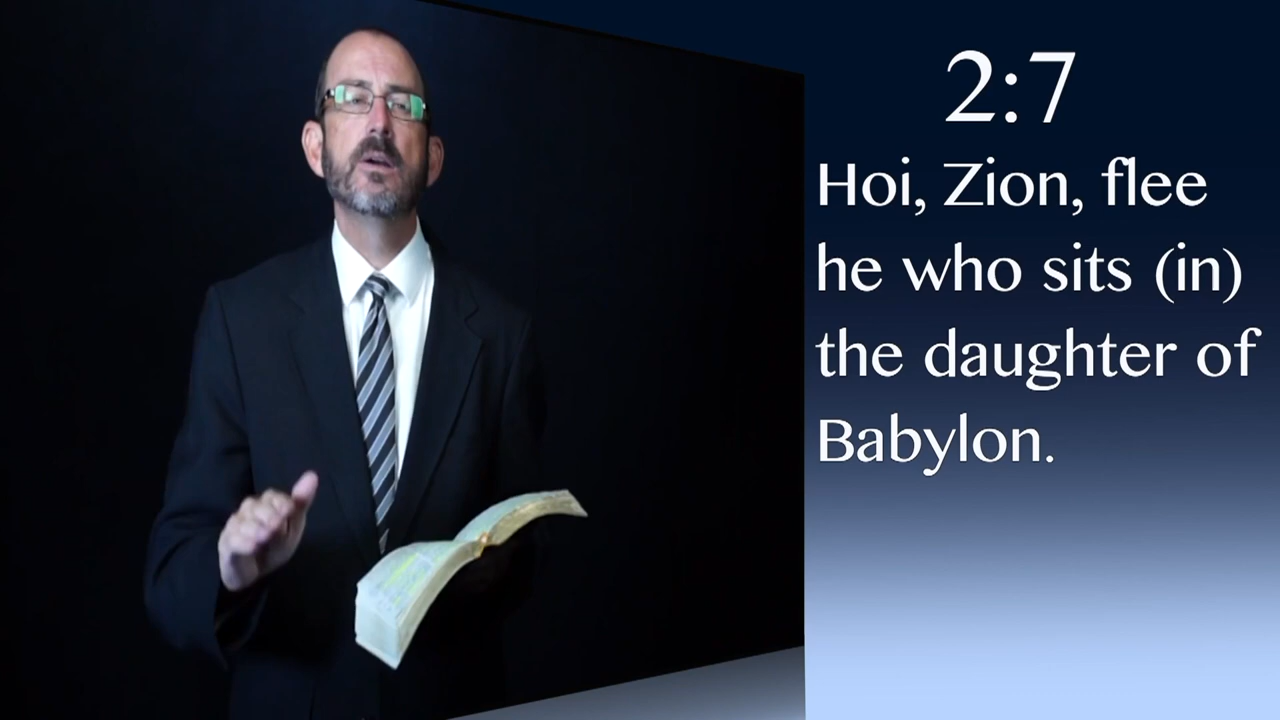 2:7
Hoi, Zion, flee
he who sits (in)
the daughter of
Babylon.